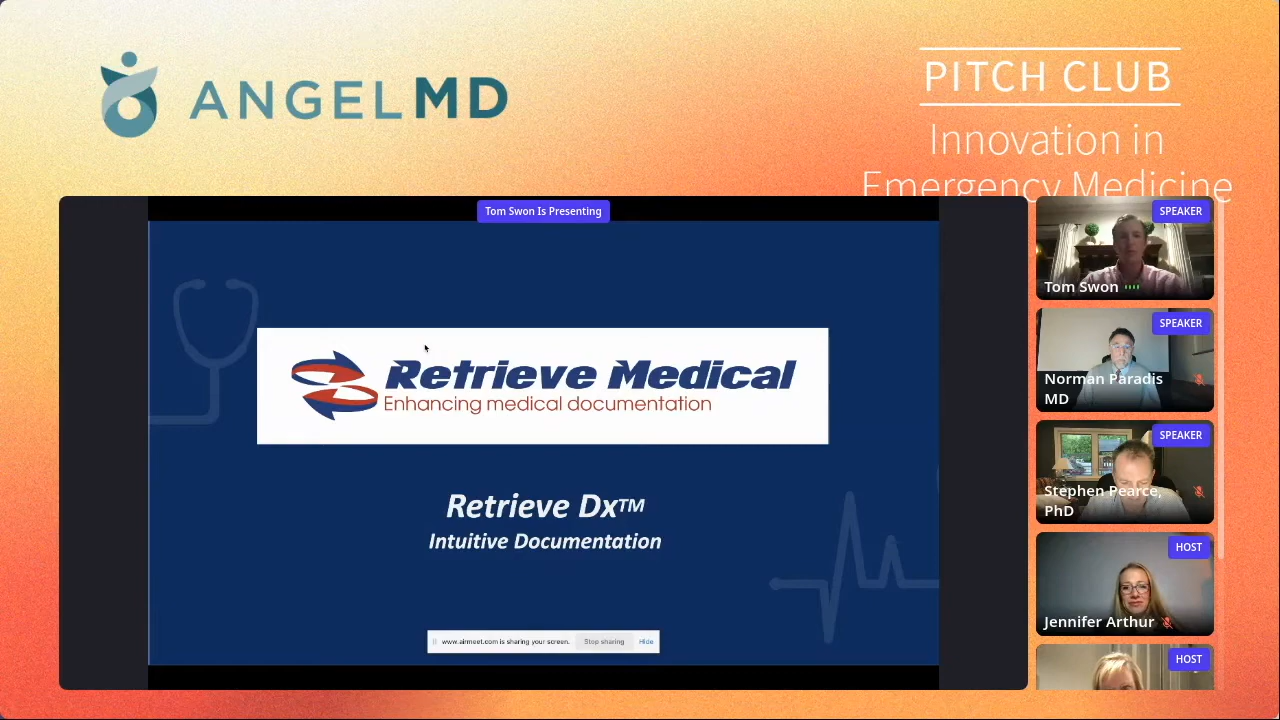 ANGELMD
PITCH CLUB
Innovation in
Emergency Medicine
Tom Swon Is Presenting
Retrieve Medical
Enhancing medical documentation
Retrieve Dx™
Intuitive Documentation
www.airmeet.com is sharing your screen. Stop sharing Hide
SPEAKER
Tom Swon
SPEAKER
Norman Paradis
MD
SPEAKER
Stephen Pearce,
PhD
HOST
Jennifer Arthur
HOST